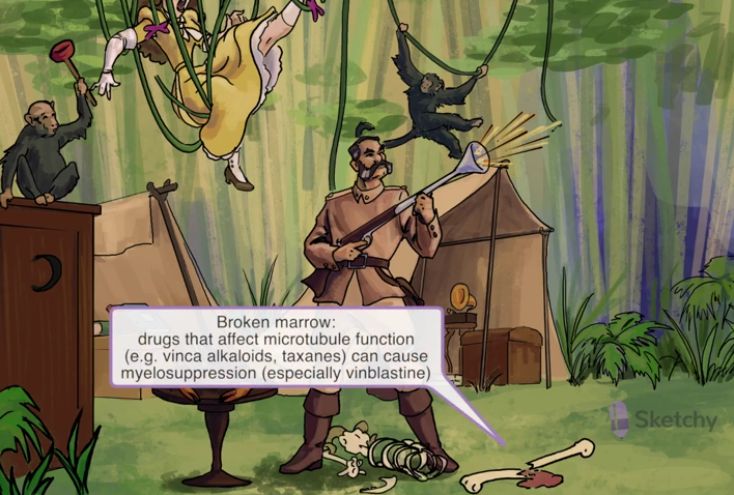 Broken marrow:
drugs that affect microtubule function
(e.g. vinca alkaloids, taxanes) can cause
myelosuppression (especially vinblastine)
Sketchy